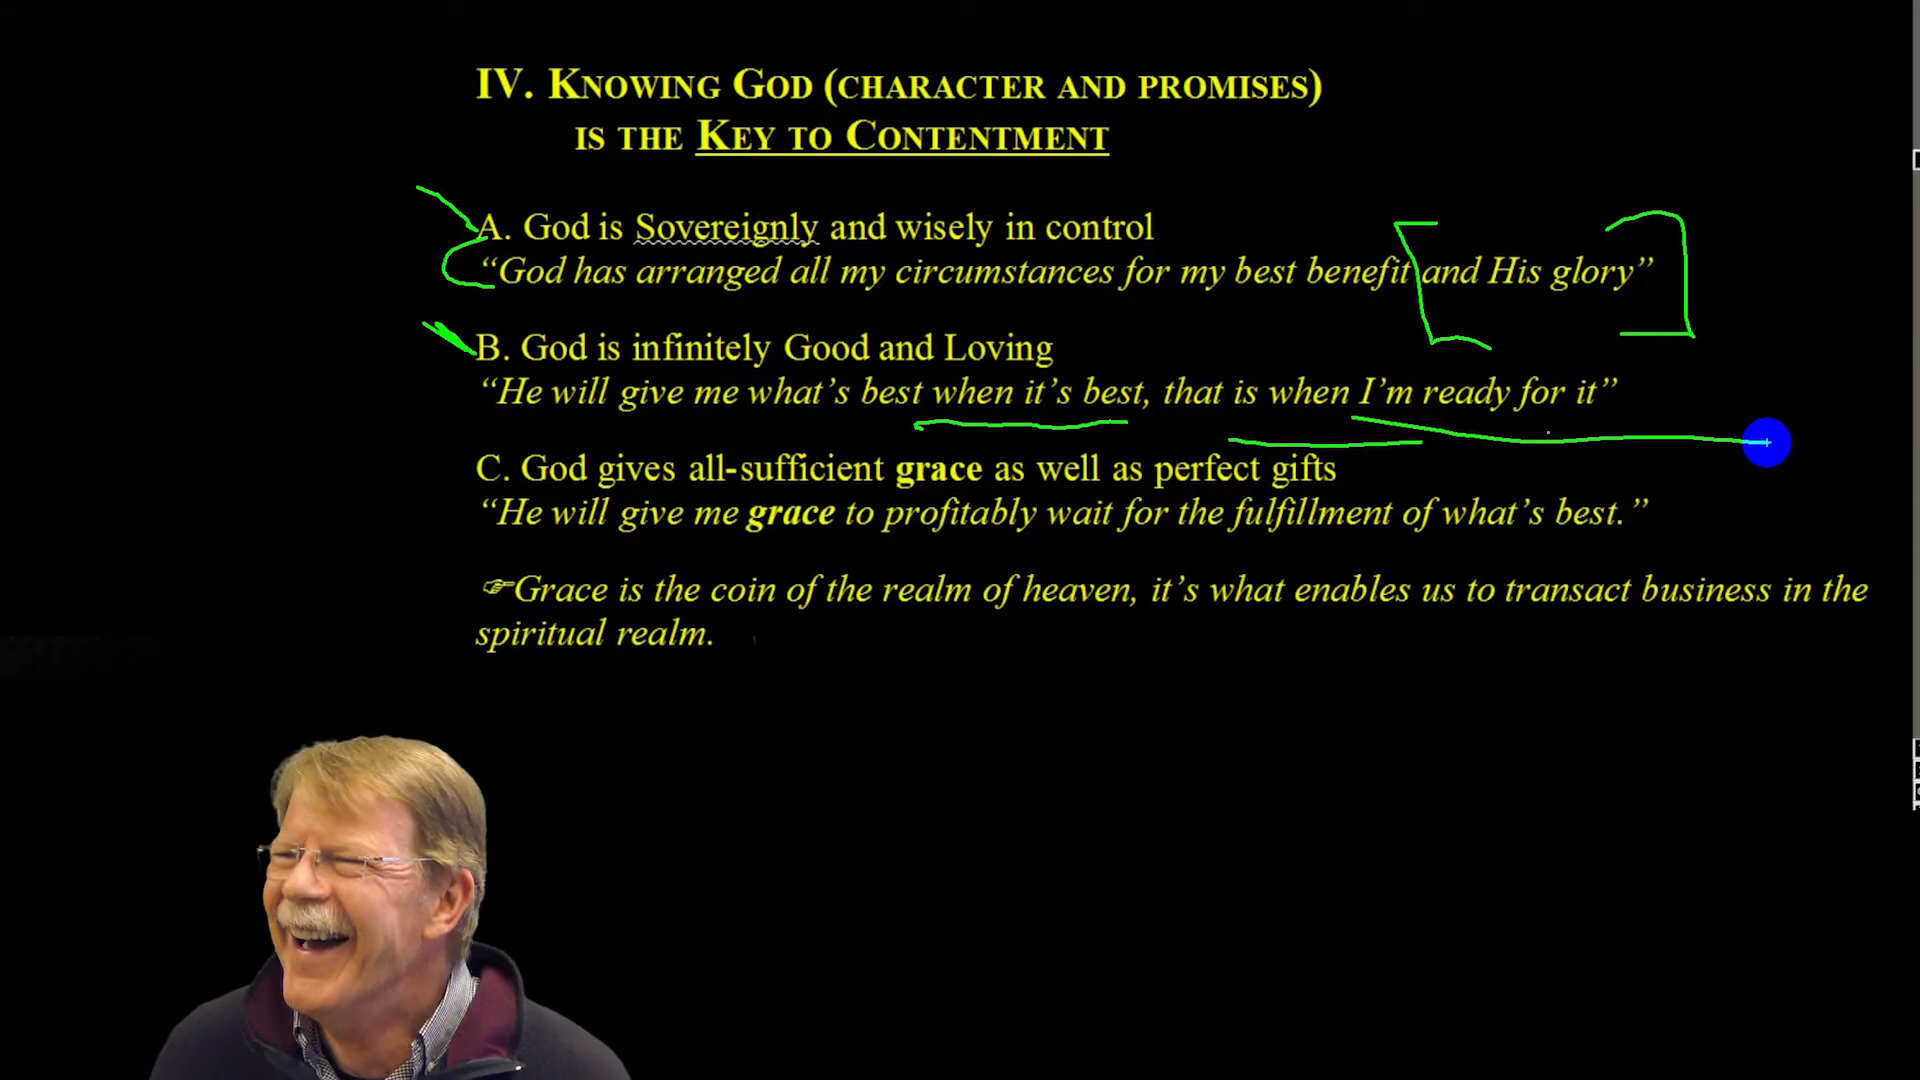 IV. KNOWING GOD (CHARACTER AND PROMISES)
IS THE KEY TO CONTENTMENT
A. God is Sovereignly and wisely in control
“God has arranged all my circumstances for my best benefit and His glory”
B. God is infinitely Good and Loving
“He will give me what’s best when it’s best, that is when I’m ready for it”
C. God gives all-sufficient grace as well as perfect gifts
“He will give me grace to profitably wait for the fulfillment of what’s best.”
☞Grace is the coin of the realm of heaven, it’s what enables us to transact business in the
spiritual realm.